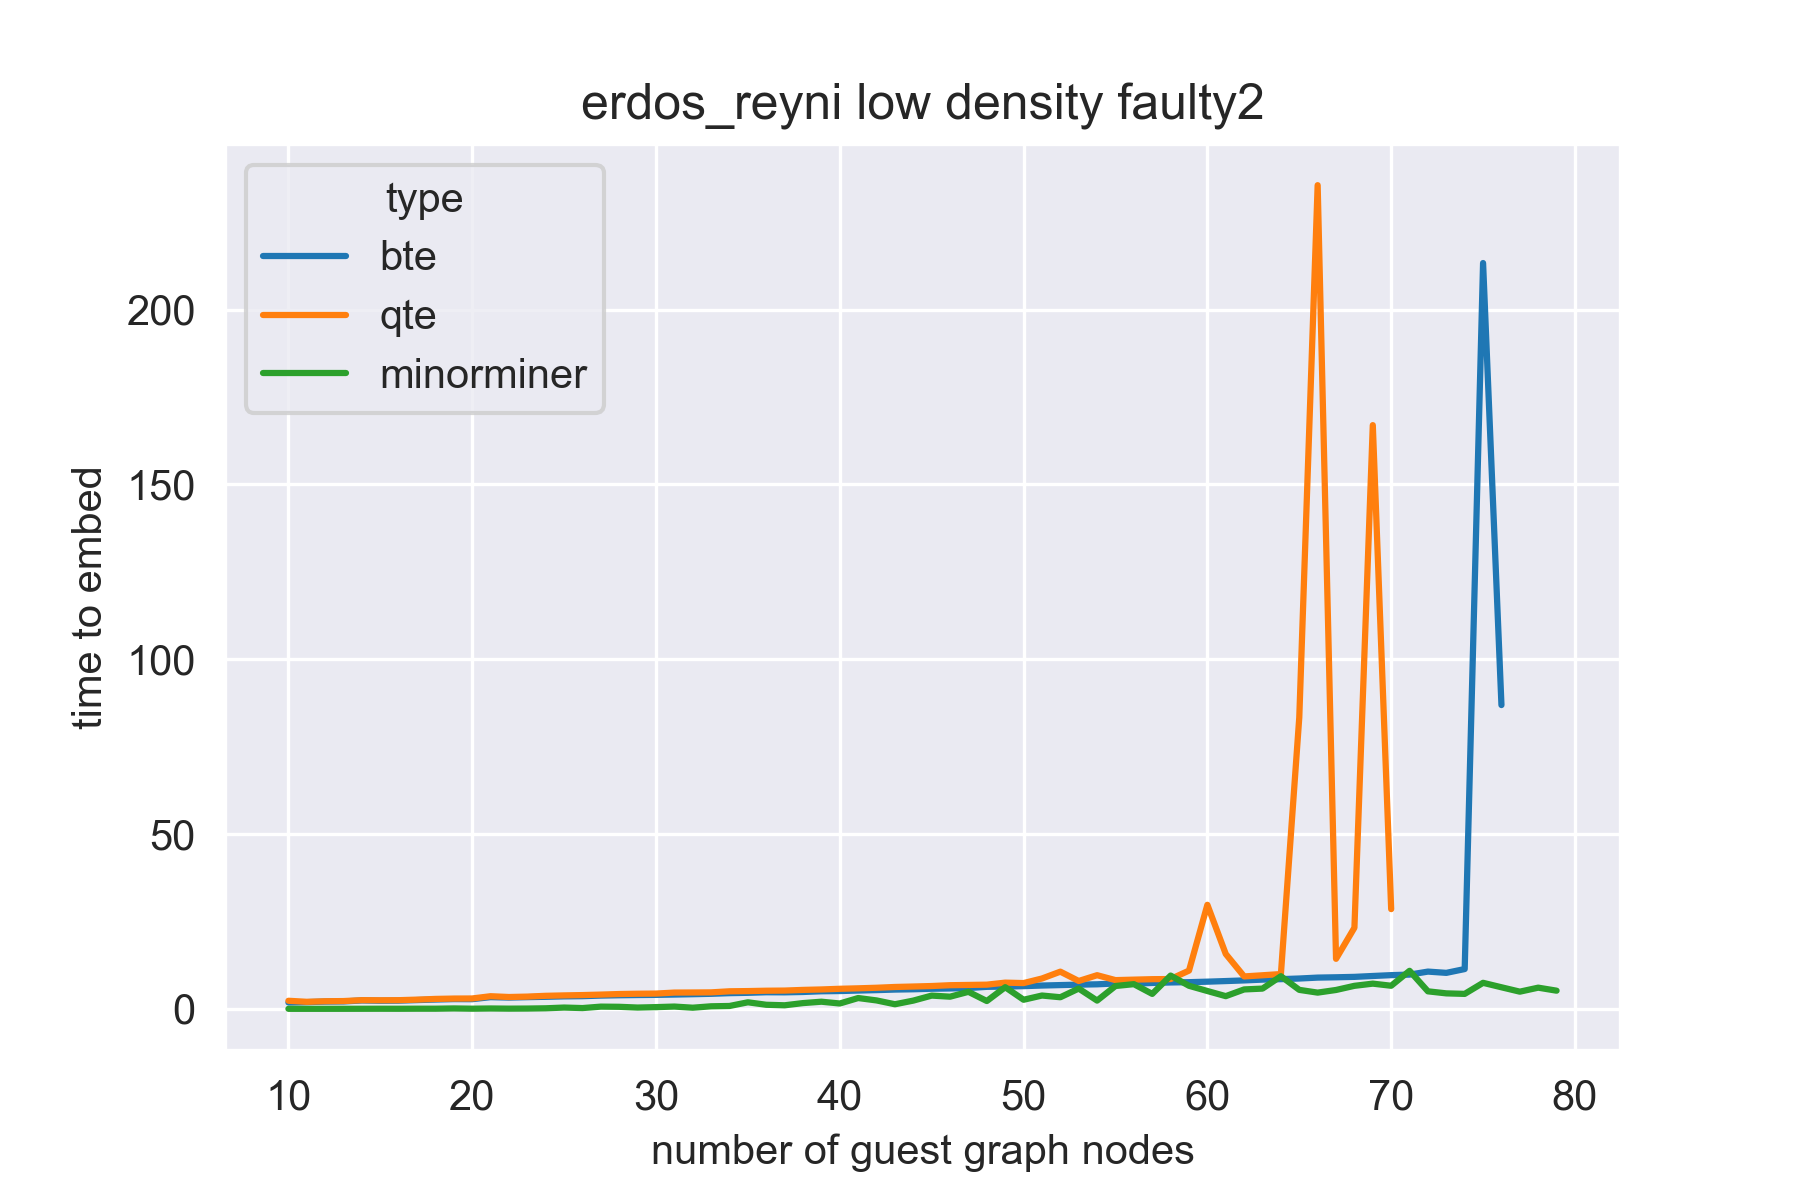 erdos_reyni low density faulty2
type
bte
qte
minorminer
time to embed
200
150
100
50
0
10 20 30 40 50 60 70 80
number of guest graph nodes